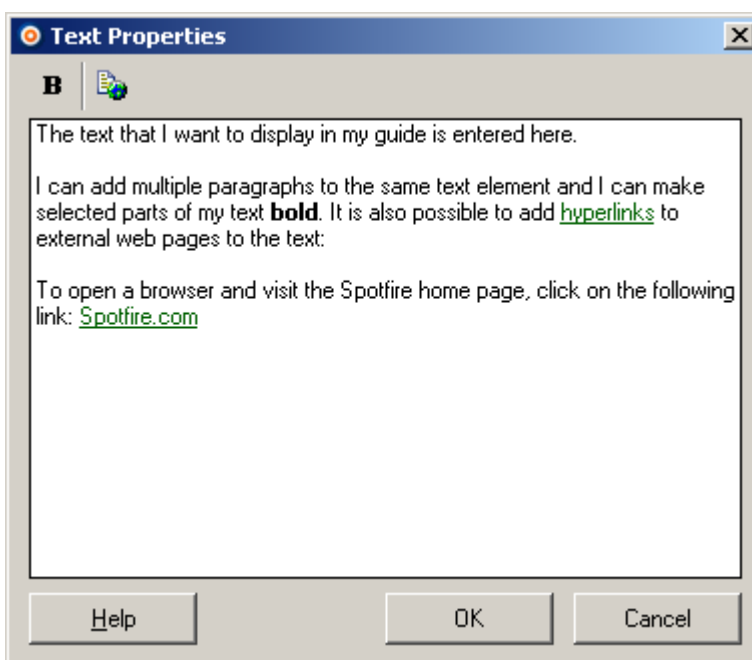 Text Properties
B
The text that I want to display in my guide is entered here.
I can add multiple paragraphs to the same text element and I can make
selected parts of my text bold. It is also possible to add hyperlinks to
external web pages to the text:
To open a browser and visit the Spotfire home page, click on the following
link: Spotfire.com
Help
OK
Cancel